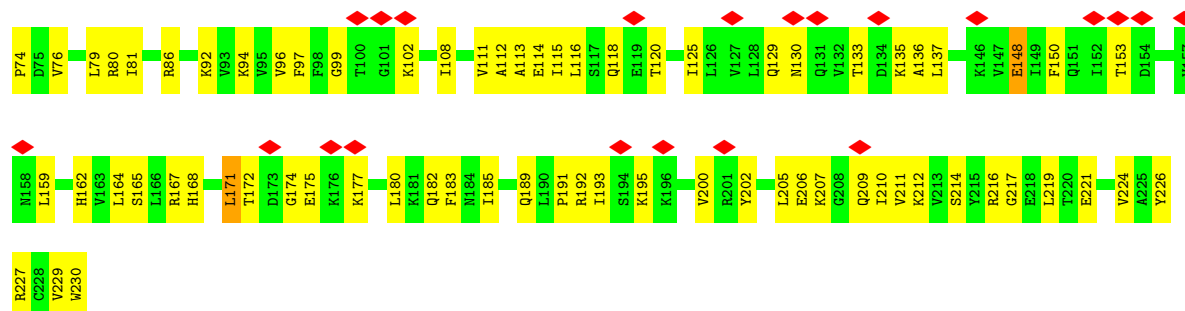 P74 D75 V76 L79 R80 I81 R86 K92 V93 K94 V95 V96 F97 F98 G99 T100 G101 K102 I108 V111 A112 A113 E114 I115 L116 S117 Q118 E119 T120 I125 L126 V127 L128 Q129 N130 Q131 V132 T133 D134 K135 A136 L137 K146 V147 E148 I149 F150 Q151 I152 T153 D154
N158 L159 H162 V163 L164 S165 L166 R167 H168 L171 T172 D173 G174 E175 K176 K177 L180 K181 Q182 F183 N184 I185 Q189 L190 P191 R192 I193 S194 K195 K196 V200 R201 Y202 L205 E206 K207 G208 Q209 I210 V211 K212 V213 S214 Y215 R216 G217 E218 L219 T220 E221 V224 A225 Y226
R227 C228 V229 W230